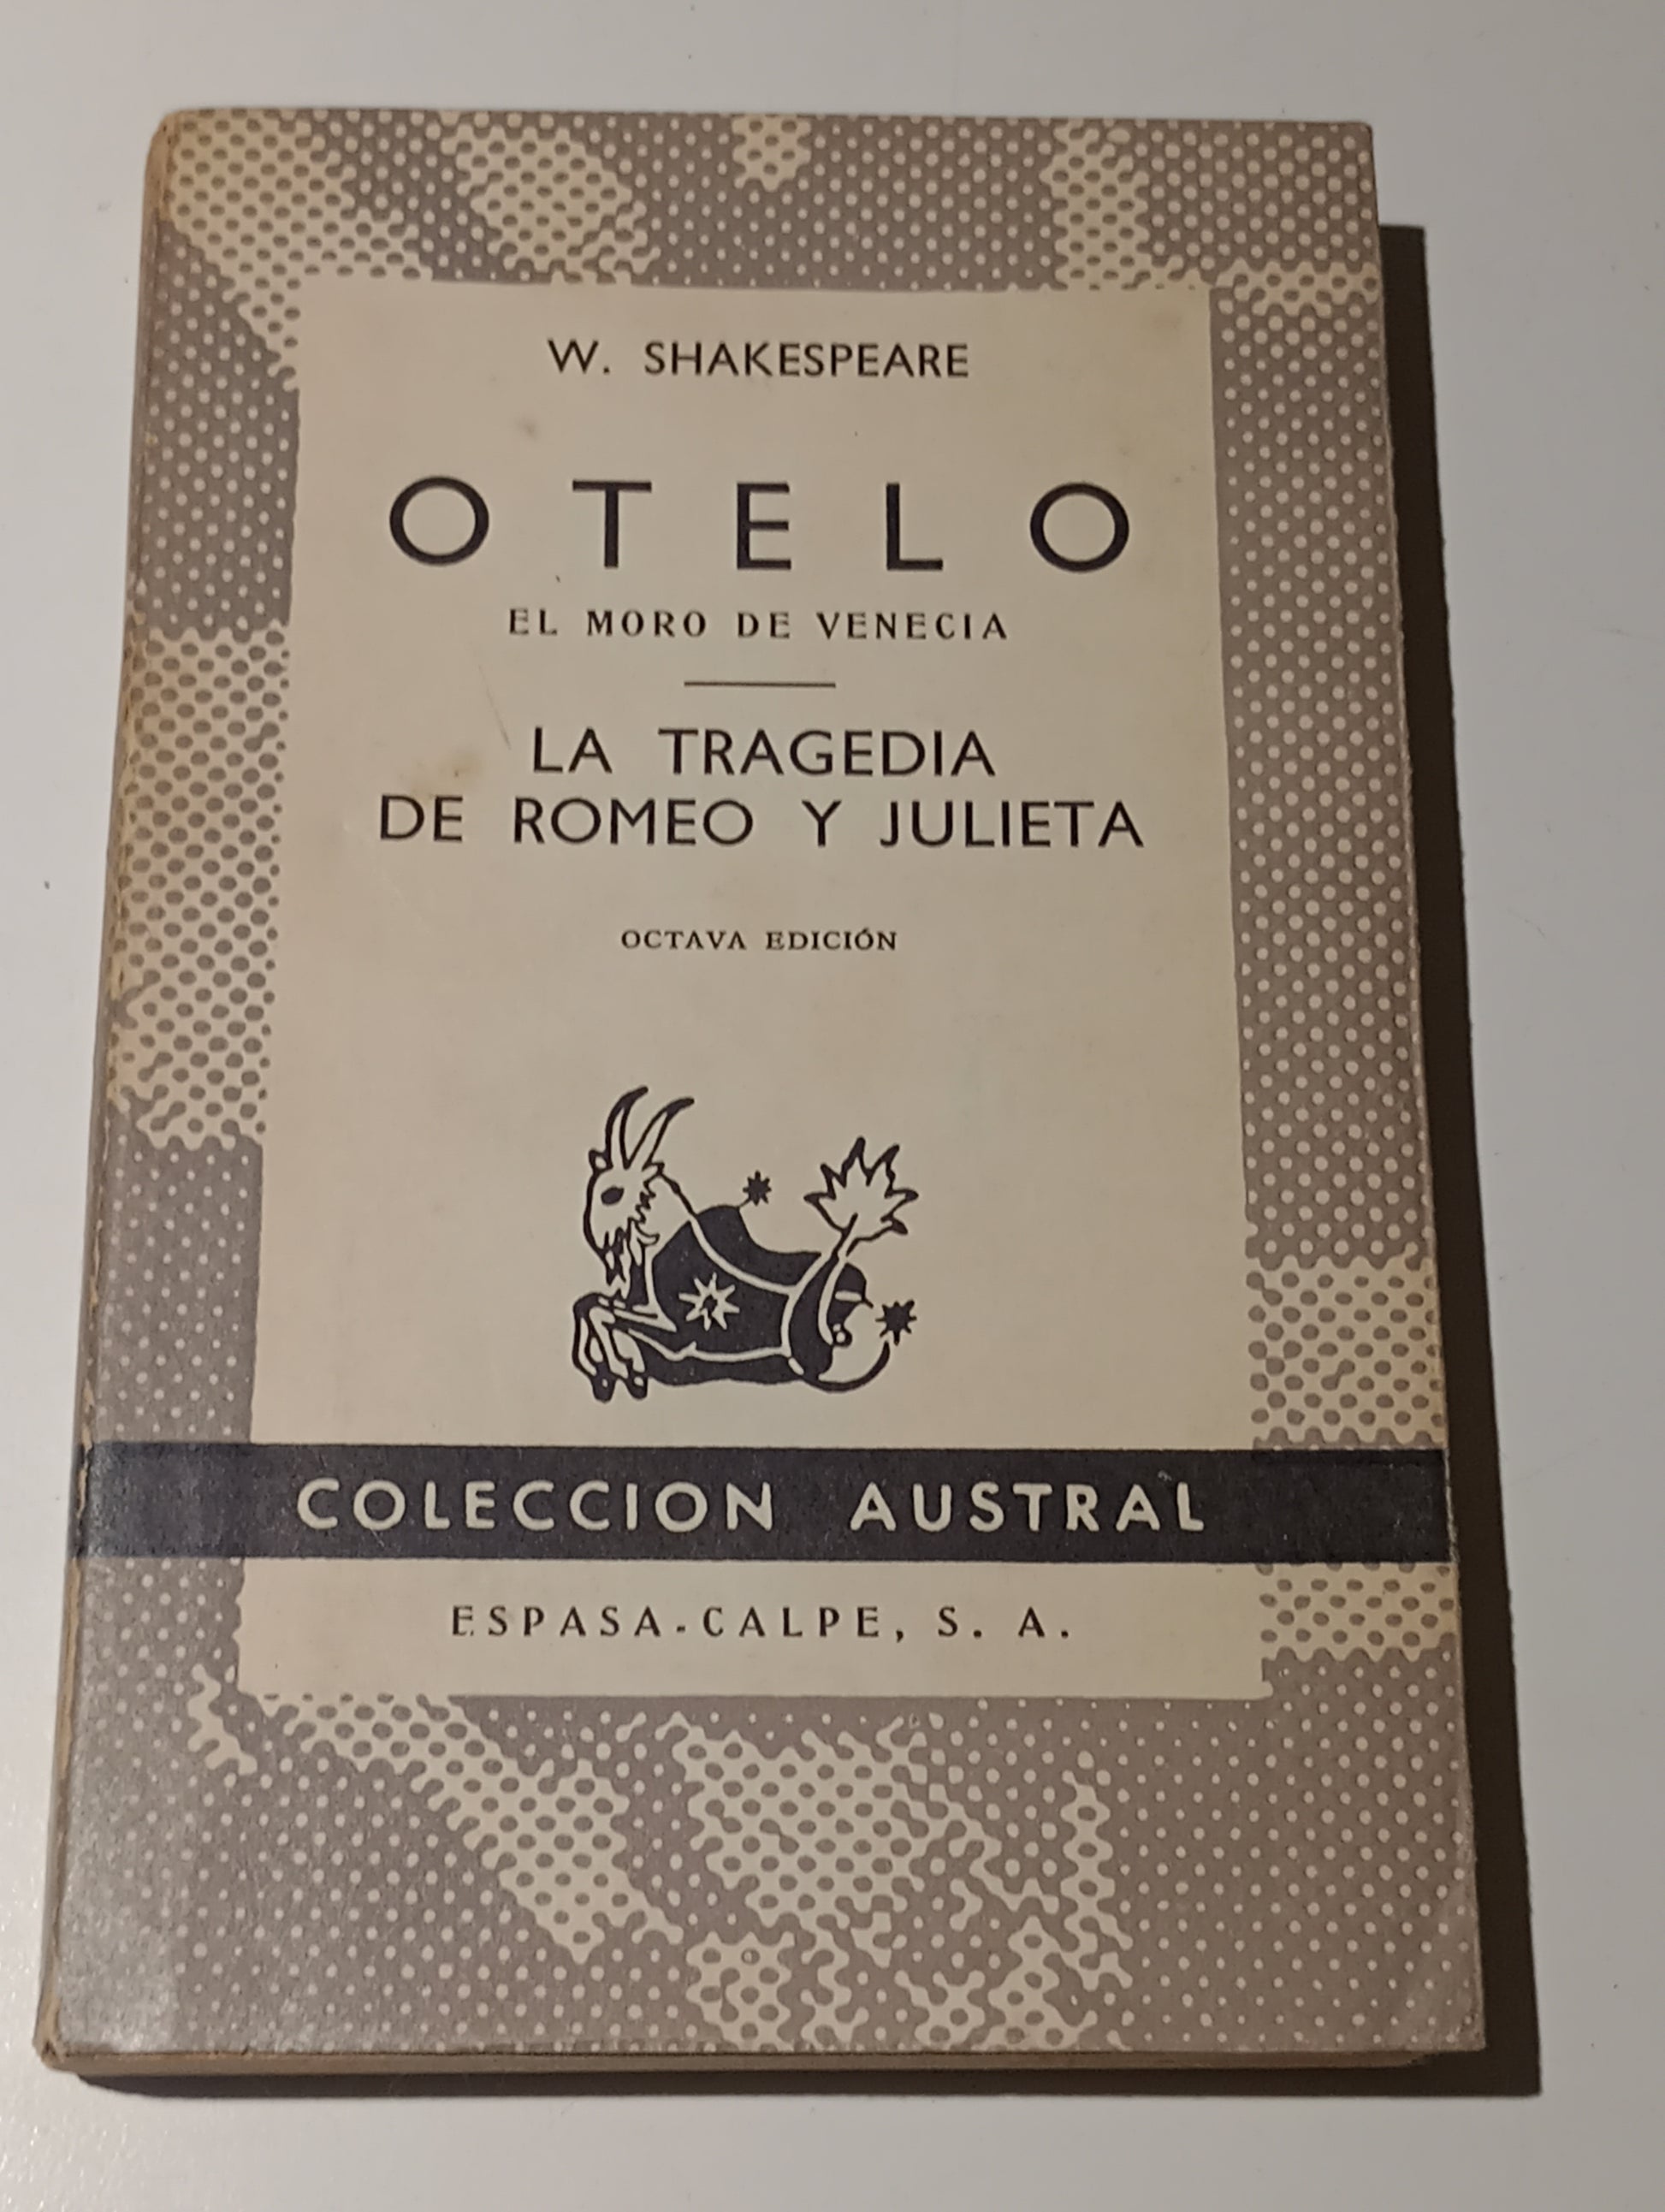 W. SHAKESPEARE
OTELO
EL MORO DE VENECIA
LA TRAGEDIA
DE ROMEO Y JULIETA
OCTAVA EDICIÓN
COLECCION AUSTRAL
ESPASA-CALPE, S. A.